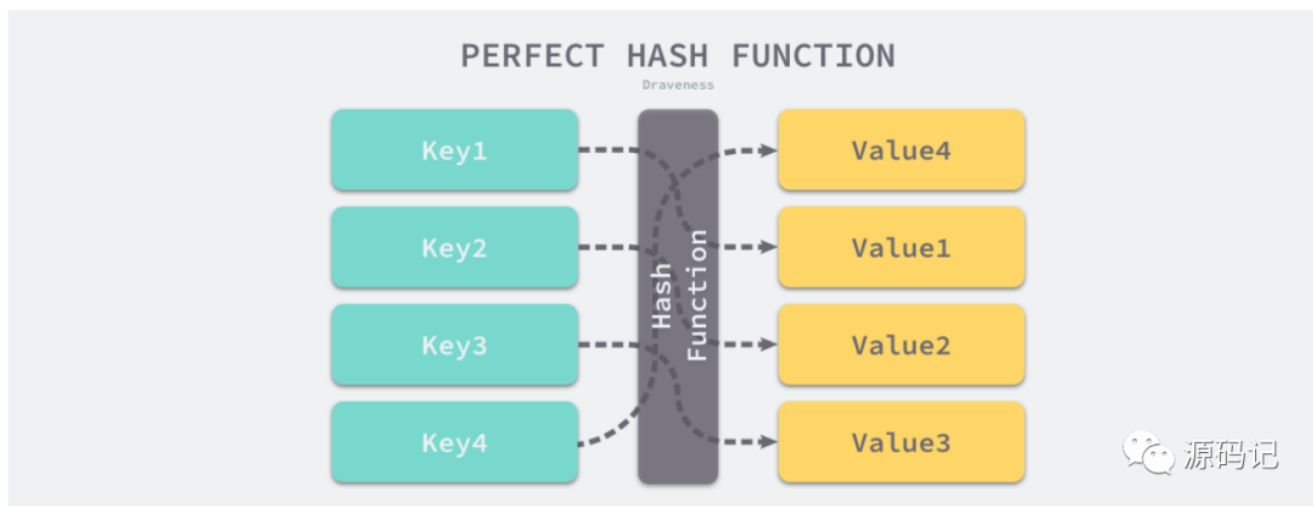 PERFECT HASH FUNCTION
Draveness
Key1
Value4
Key2
Value1
Hash
Function
Key3
Value2
Key4
Value3
源码记